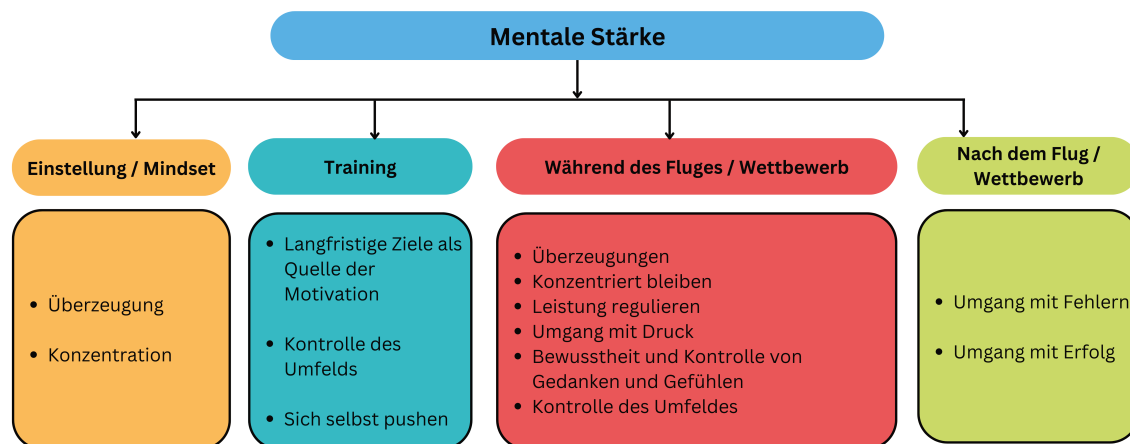 Mentale Stärke
Einstellung / Mindset
Training
Während des Fluges / Wettbewerb
Nach dem Flug /
Wettbewerb
• Überzeugung
• Konzentration
• Langfristige Ziele als
Quelle der
Motivation
• Kontrolle des
Umfelds
• Sich selbst pushen
• Überzeugungen
• Konzentriert bleiben
• Leistung regulieren
• Umgang mit Druck
• Bewusstheit und Kontrolle von
Gedanken und Gefühlen
• Kontrolle des Umfeldes
• Umgang mit Fehlern
• Umgang mit Erfolg